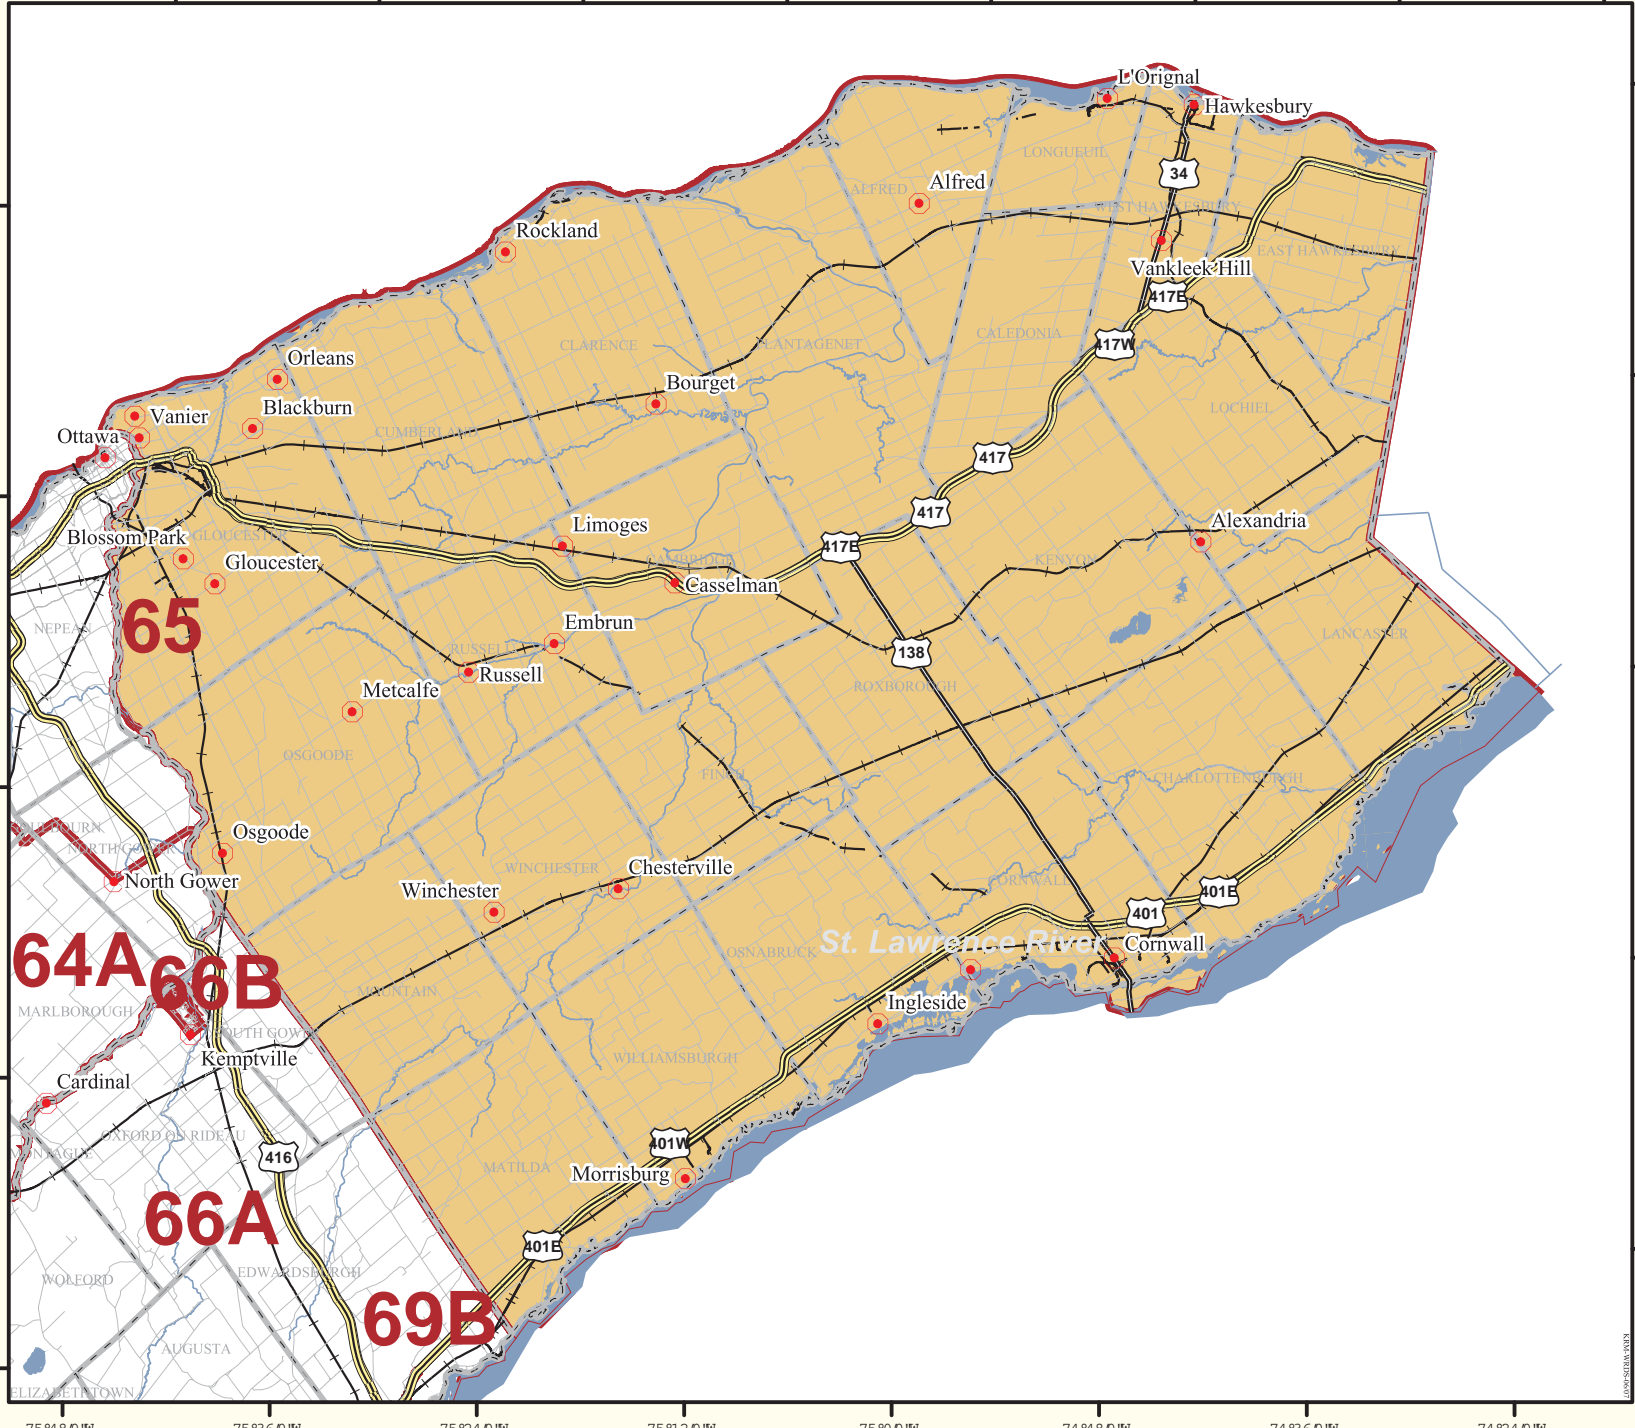 L'Orignal
Hawkesbury
LONGUEUIL
34
Alfred
ALFRED
WEST HAWKESBURY
Rockland
EAST HAWKESBURY
Vankleek Hill
417E
CALEDONIA
417W
CLARENCE
PLANTAGENET
Orleans
Bourget
Blackburn
LOCHIEL
Vanier
CUMBERLAND
Ottawa
417
417
Limoges
Alexandria
Blossom Park
GLOUCESTER
417E
CAMBRIDGE
KENYON
Gloucester
Casselman
65
Embrun
NEPEAN
LANCASTER
RUSSELL
138
Russell
Metcalfe
ROXBOROUGH
OSGOODE
FINCH
CHARLOTTENBURGH
Osgoode
NORTH GOWER
WINCHESTER
Chesterville
North Gower
Winchester
CORNWALL
401E
401
St. Lawrence River
Cornwall
OSNABRUCK
64A
66B
MOUNTAIN
Ingleside
MARLBOROUGH
SOUTH GOWER
Kemptville
WILLIAMSBURGH
Cardinal
OXFORD ON RIDEAU
401W
MONTAGUE
416
MATILDA
Morrisburg
66A
401E
WOLFORD
EDWARDSBURGH
69B
AUGUSTA
ELIZABETHTOWN